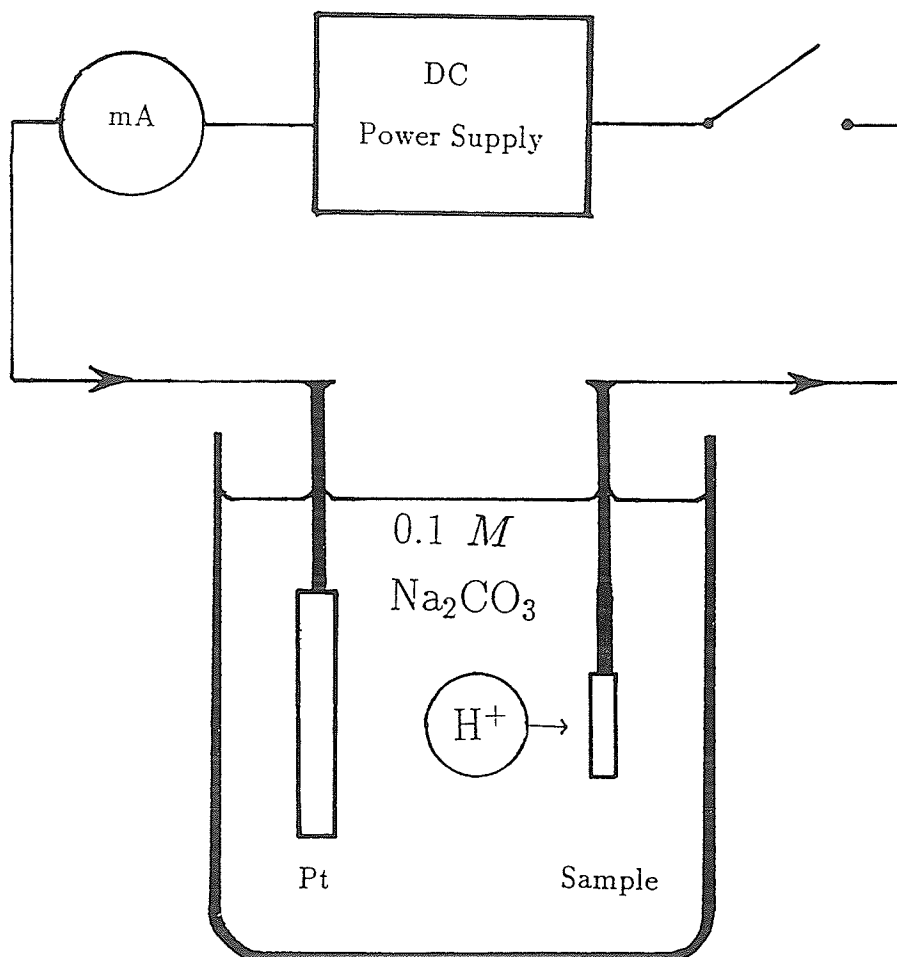 mA
DC
Power Supply
0.1 M
Na₂CO₃
H⁺
Pt
Sample